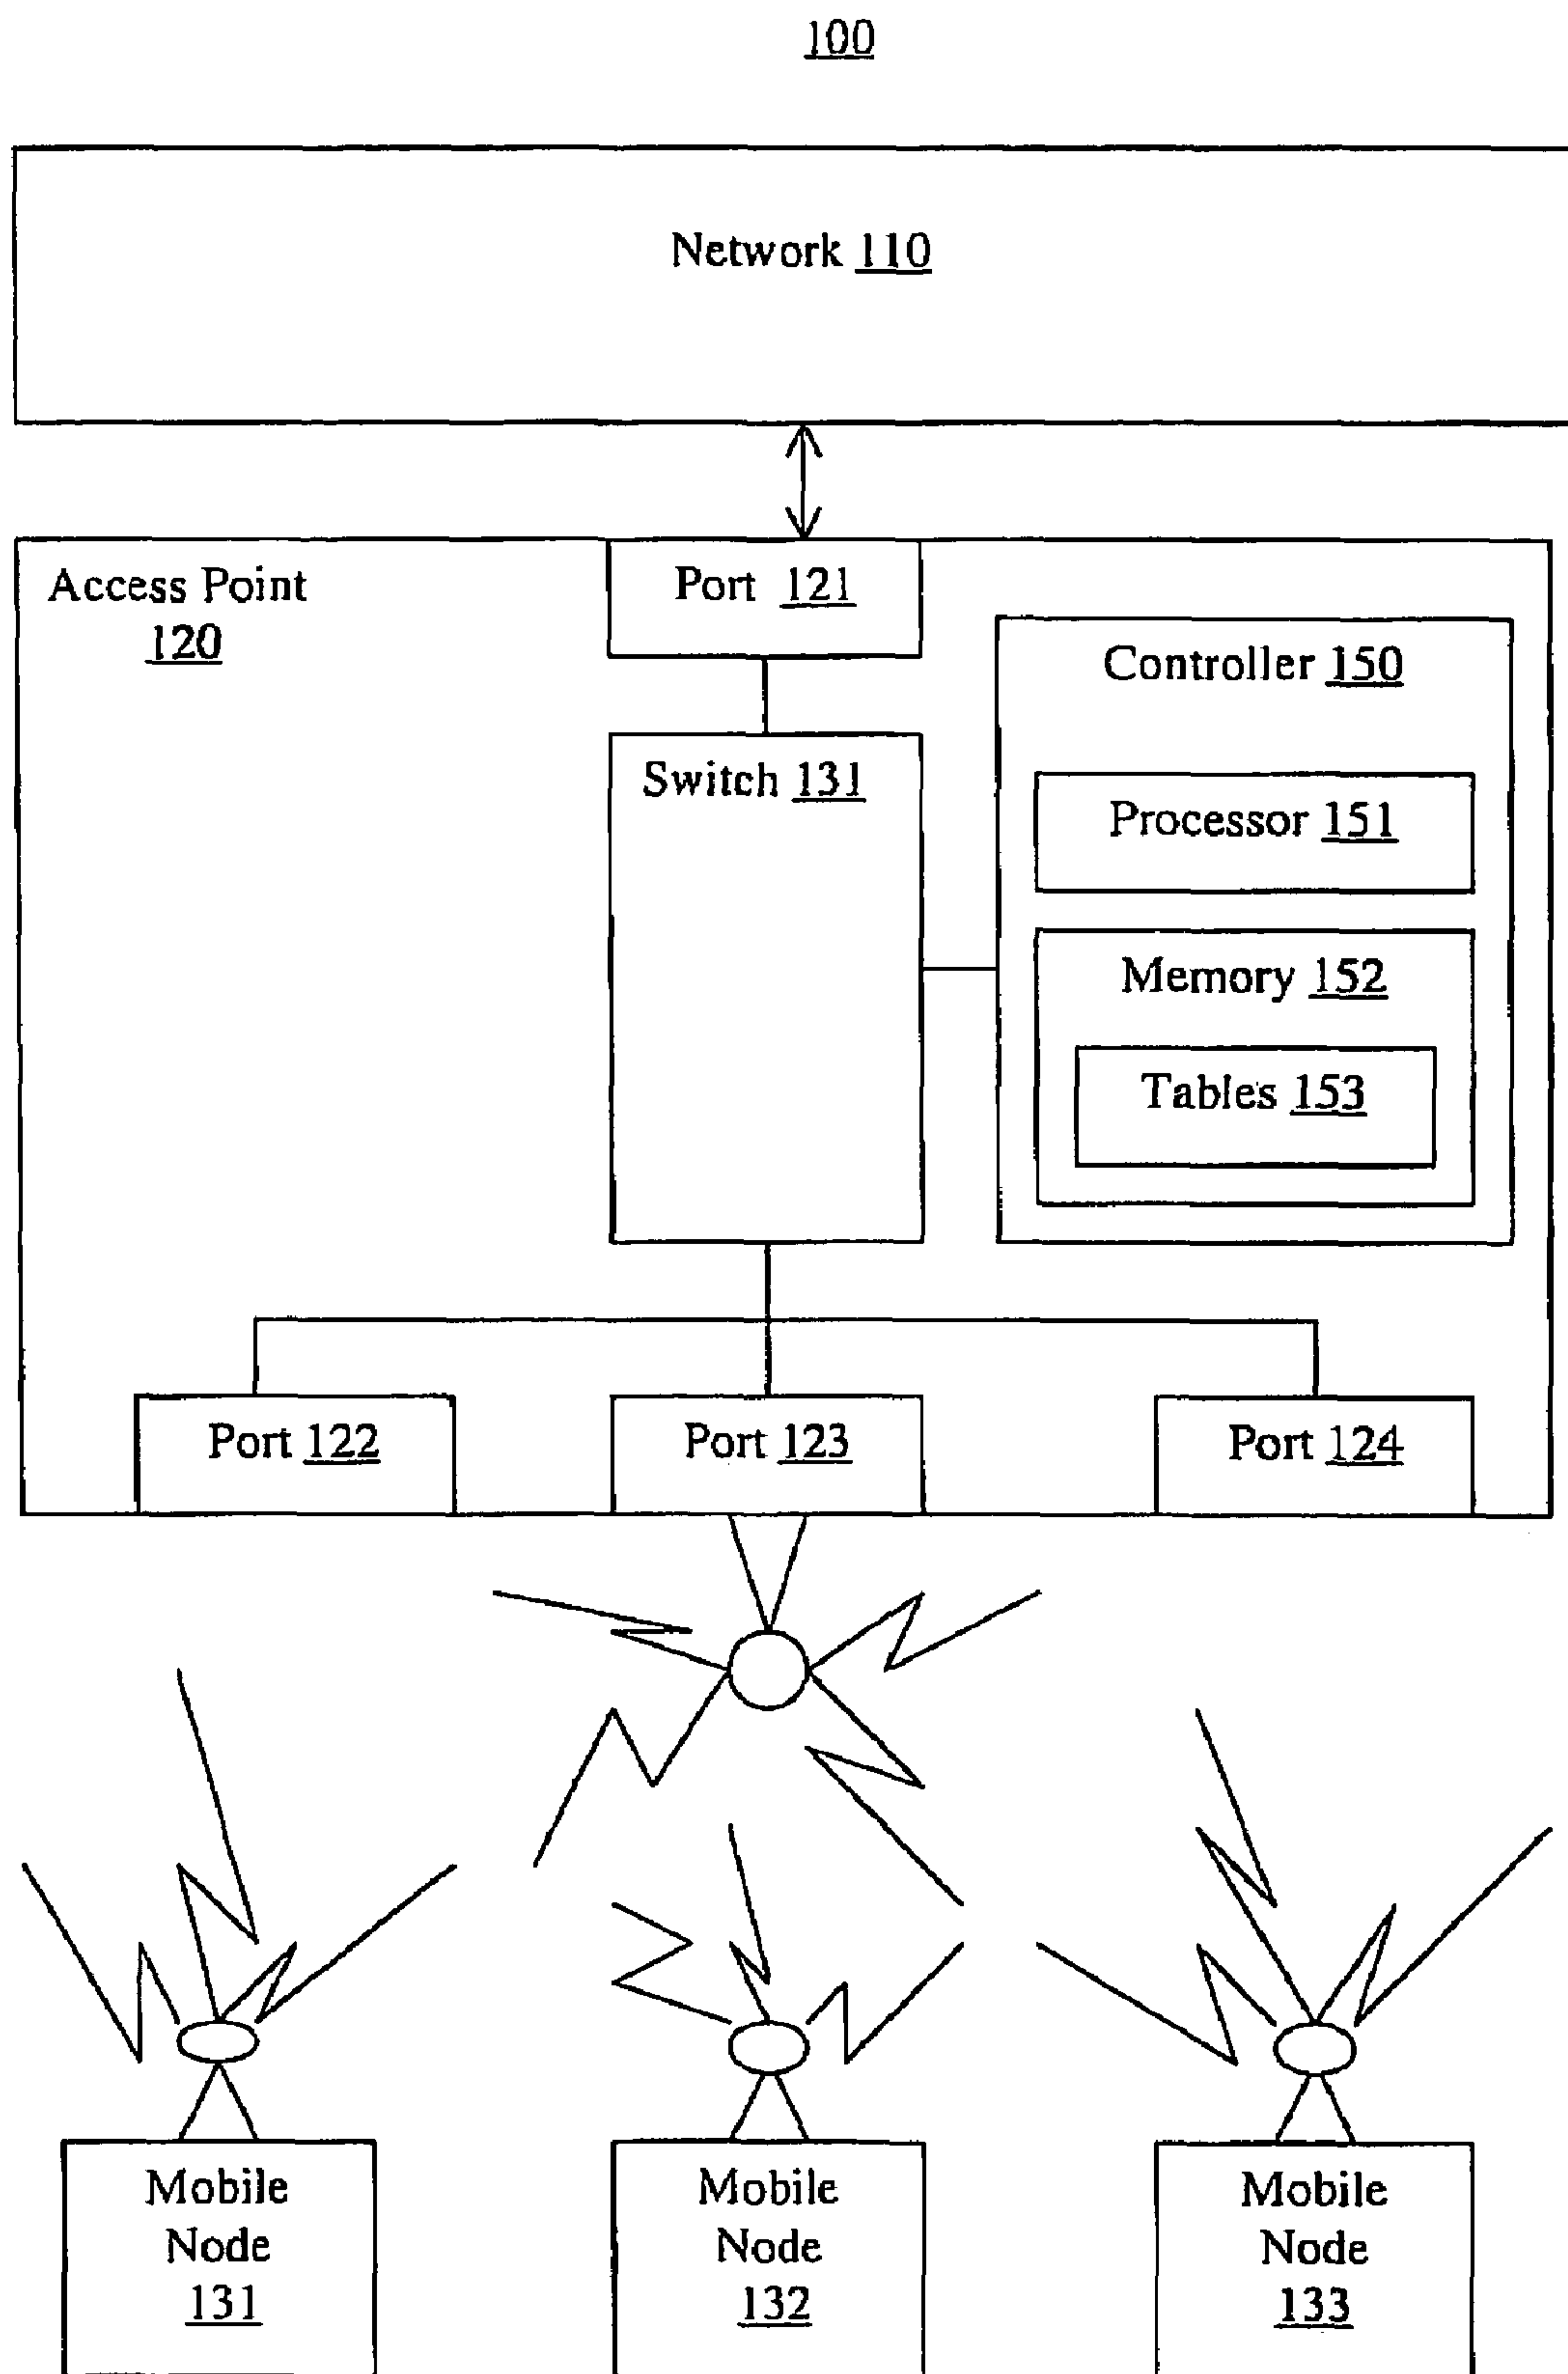 100
Network 110
Access Point
120
Port 121
Controller 150
Switch 131
Processor 151
Memory 152
Tables 153
Port 122
Port 123
Port 124
Mobile
Node
131
Mobile
Node
132
Mobile
Node
133